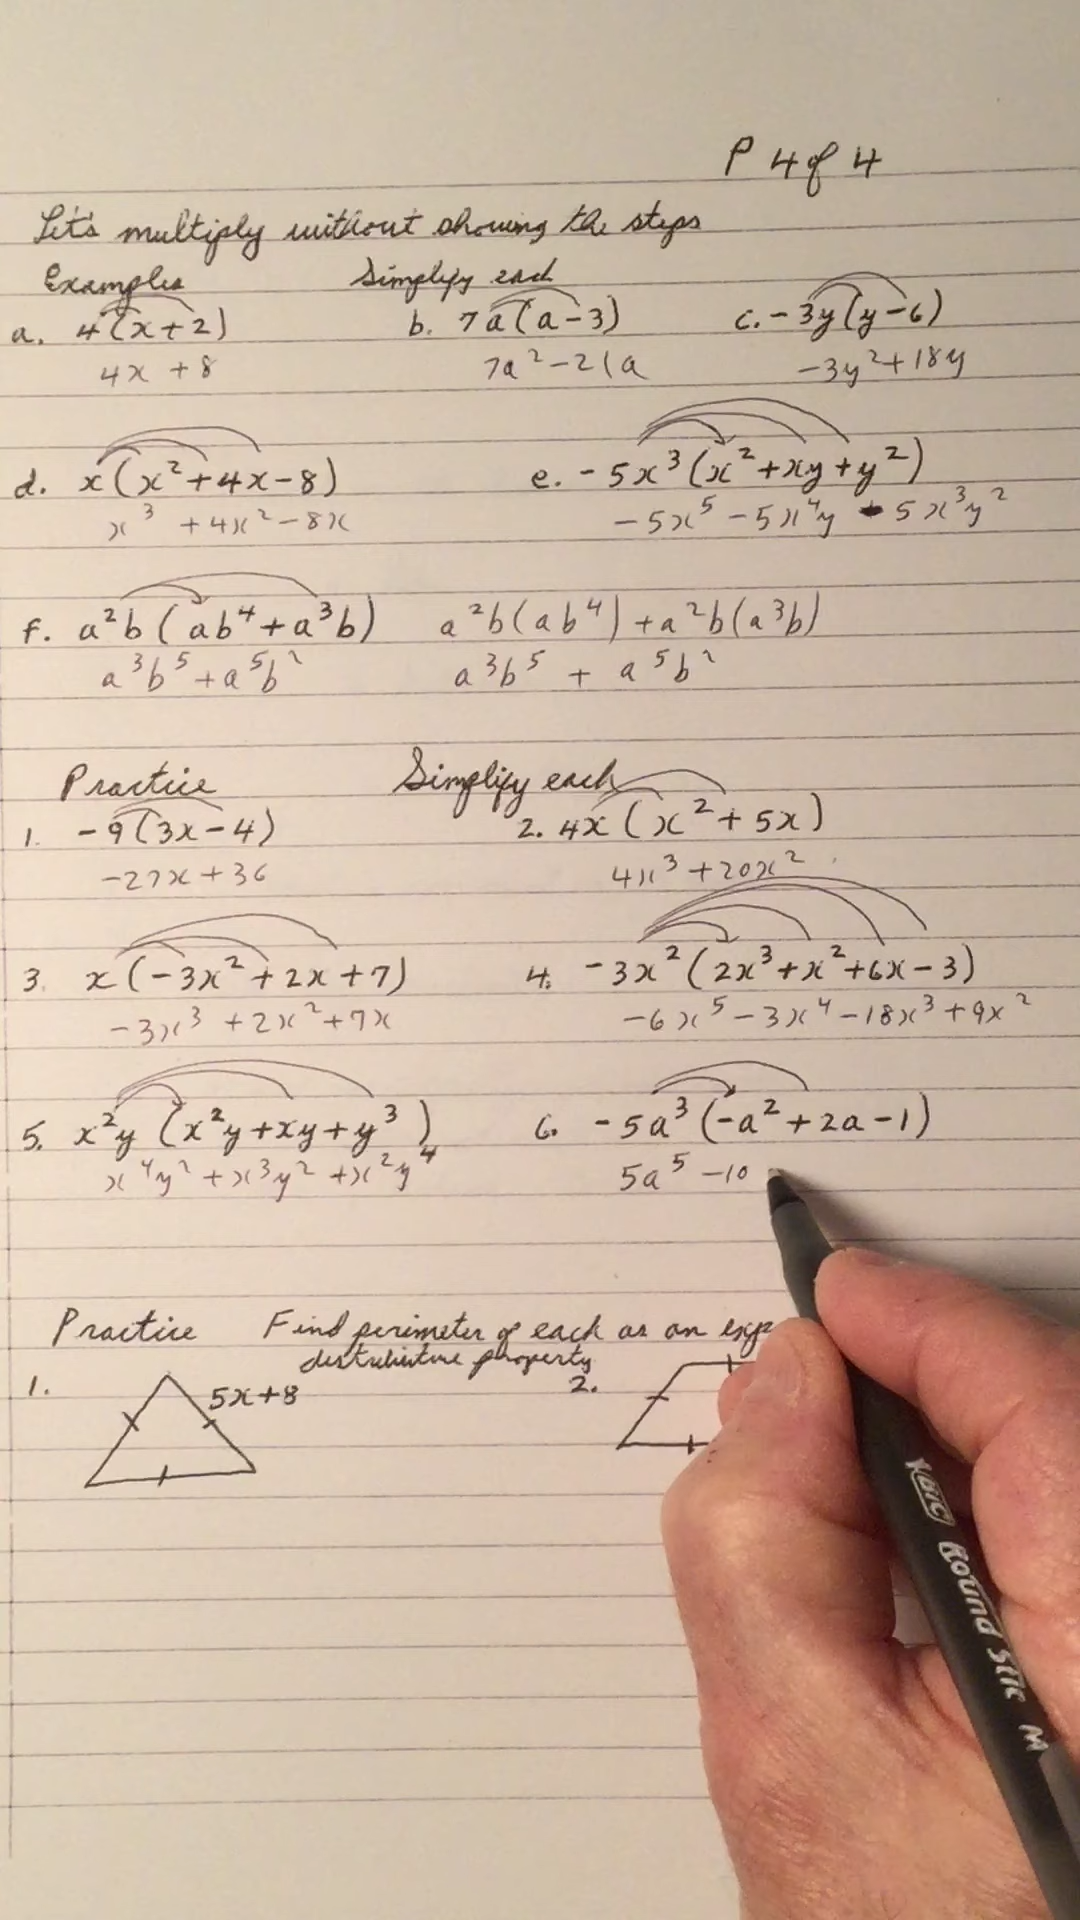 P 4 of 4
Let's multiply without showing the steps
Examples Simplify each
a. 4(x+2) b. 7a(a-3) c. -3y(y-6)
4x +8 7a²-21a -3y²+18y
d. x(x²+4x-8) e. -5x³(x²+xy+y²)
x³ +4x²-8x -5x⁵ -5x⁴y -5x³y²
f. a²b(ab⁴+a³b) a²b(ab⁴)+a²b(a³b)
a³b⁵+a⁵b² a³b⁵ + a⁵b²
Practice Simplify each
1. -9(3x-4) 2. 4x(x²+5x)
-27x+36 4x³+20x²
3. x(-3x²+2x+7) 4. -3x²(2x³+x²+6x-3)
-3x³+2x²+7x -6x⁵-3x⁴-18x³+9x²
5. x²y(x²y+xy+y³) 6. -5a³(-a²+2a-1)
x⁴y²+x³y²+x²y⁴ 5a⁵-10
Practice Find perimeter of each as an
distributive property
1. 5x+8 2.
BIC Round Stic M